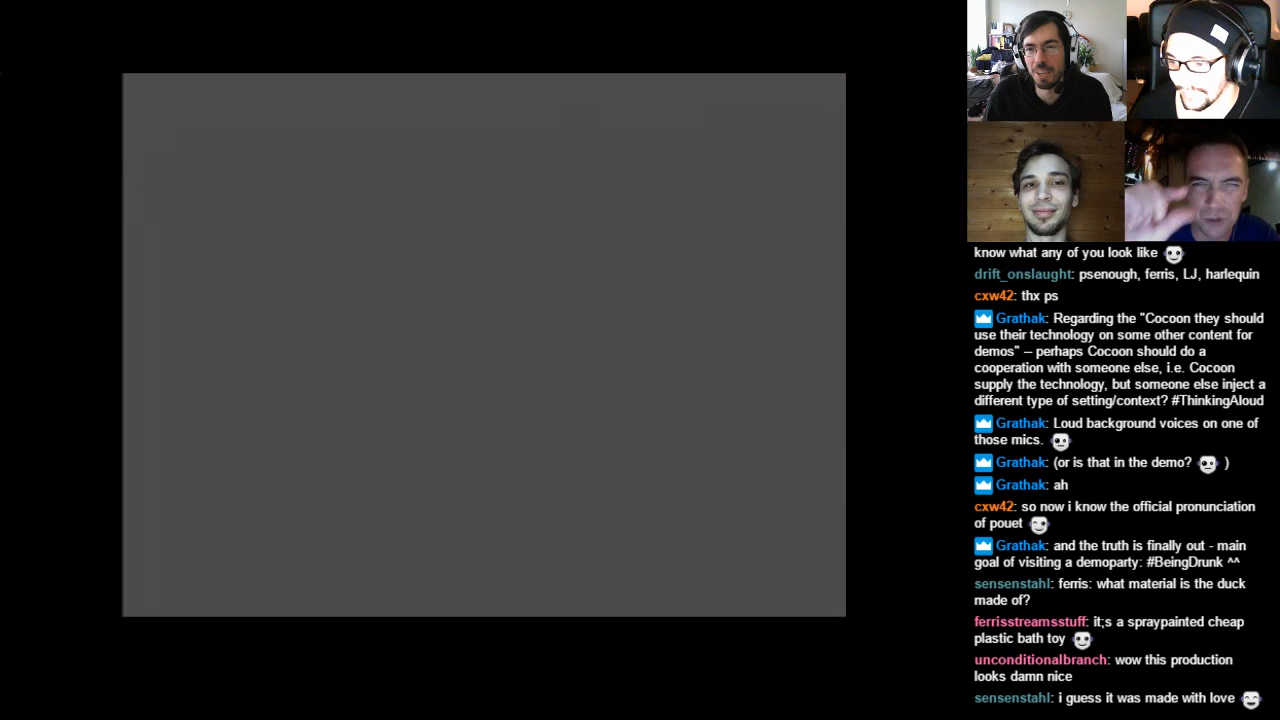 know what any of you look like
drift_onslaught: psenough, ferris, LJ, harlequin
cxw42: thx ps
Grathak: Regarding the "Cocoon they should
use their technology on some other content for
demos" – perhaps Cocoon should do a
cooperation with someone else, i.e. Cocoon
supply the technology, but someone else inject a
different type of setting/context? #ThinkingAloud
Grathak: Loud background voices on one of
those mics.
Grathak: (or is that in the demo? )
Grathak: ah
cxw42: so now i know the official pronunciation
of pouet
Grathak: and the truth is finally out - main
goal of visiting a demoparty: #BeingDrunk ^^
sensenstahl: ferris: what material is the duck
made of?
ferrisstreamsstuff: it;s a spraypainted cheap
plastic bath toy
unconditionalbranch: wow this production
looks damn nice
sensenstahl: i guess it was made with love